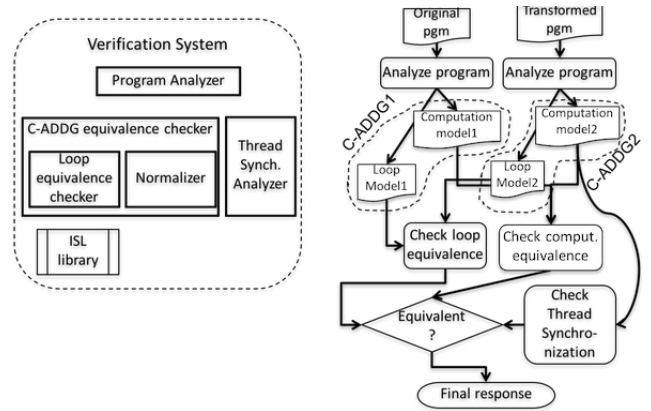 Verification System
Program Analyzer
C-ADDG equivalence checker
Loop
equivalence
checker
Normalizer
Thread
Synch.
Analyzer
ISL
library
Original
pgm
Transformed
pgm
Analyze program
Analyze program
C-ADDG1
Computation
model1
Computation
model2
Loop
Model1
Loop
Model2
C-ADDG2
Check loop
equivalence
Check comput.
equivalence
Equivalent
?
Check
Thread
Synchro-
nization
Final response